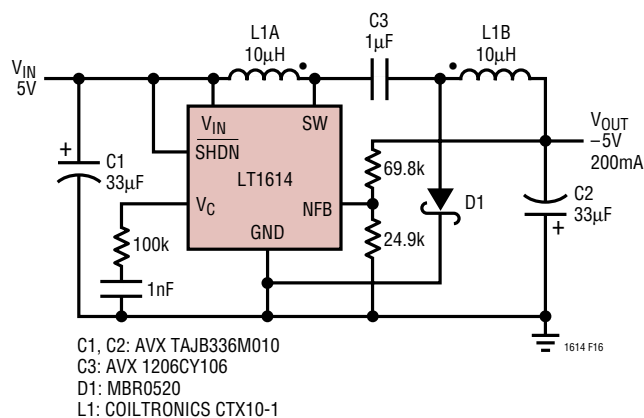 L1A
10µH
C3
1µF
L1B
10µH
VIN
5V
VIN
SW
SHDN
LT1614
VC
NFB
GND
+
C1
33µF
100k
1nF
69.8k
24.9k
D1
VOUT
–5V
200mA
C2
33µF
+
1614 F16
C1, C2: AVX TAJB336M010
C3: AVX 1206CY106
D1: MBR0520
L1: COILTRONICS CTX10-1